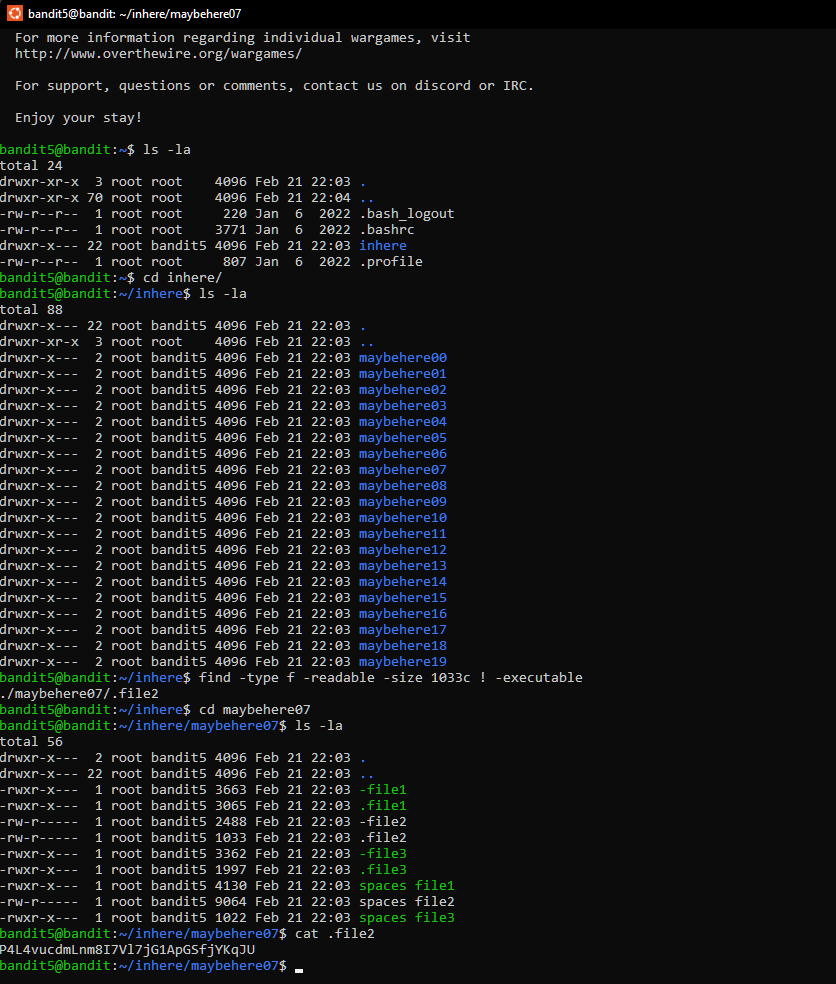 bandit5@bandit: ~/inhere/maybehere07
For more information regarding individual wargames, visit
http://www.overthewire.org/wargames/
For support, questions or comments, contact us on discord or IRC.
Enjoy your stay!
bandit5@bandit:~$ ls -la
total 24
drwxr-xr-x  3 root root    4096 Feb 21 22:03 .
drwxr-xr-x 70 root root    4096 Feb 21 22:04 ..
-rw-r--r--  1 root root     220 Jan  6  2022 .bash_logout
-rw-r--r--  1 root root    3771 Jan  6  2022 .bashrc
drwxr-x--- 22 root bandit5 4096 Feb 21 22:03 inhere
-rw-r--r--  1 root root     807 Jan  6  2022 .profile
bandit5@bandit:~$ cd inhere/
bandit5@bandit:~/inhere$ ls -la
total 88
drwxr-x--- 22 root bandit5 4096 Feb 21 22:03 .
drwxr-xr-x  3 root root    4096 Feb 21 22:03 ..
drwxr-x---  2 root bandit5 4096 Feb 21 22:03 maybehere00
drwxr-x---  2 root bandit5 4096 Feb 21 22:03 maybehere01
drwxr-x---  2 root bandit5 4096 Feb 21 22:03 maybehere02
drwxr-x---  2 root bandit5 4096 Feb 21 22:03 maybehere03
drwxr-x---  2 root bandit5 4096 Feb 21 22:03 maybehere04
drwxr-x---  2 root bandit5 4096 Feb 21 22:03 maybehere05
drwxr-x---  2 root bandit5 4096 Feb 21 22:03 maybehere06
drwxr-x---  2 root bandit5 4096 Feb 21 22:03 maybehere07
drwxr-x---  2 root bandit5 4096 Feb 21 22:03 maybehere08
drwxr-x---  2 root bandit5 4096 Feb 21 22:03 maybehere09
drwxr-x---  2 root bandit5 4096 Feb 21 22:03 maybehere10
drwxr-x---  2 root bandit5 4096 Feb 21 22:03 maybehere11
drwxr-x---  2 root bandit5 4096 Feb 21 22:03 maybehere12
drwxr-x---  2 root bandit5 4096 Feb 21 22:03 maybehere13
drwxr-x---  2 root bandit5 4096 Feb 21 22:03 maybehere14
drwxr-x---  2 root bandit5 4096 Feb 21 22:03 maybehere15
drwxr-x---  2 root bandit5 4096 Feb 21 22:03 maybehere16
drwxr-x---  2 root bandit5 4096 Feb 21 22:03 maybehere17
drwxr-x---  2 root bandit5 4096 Feb 21 22:03 maybehere18
drwxr-x---  2 root bandit5 4096 Feb 21 22:03 maybehere19
bandit5@bandit:~/inhere$ find -type f -readable -size 1033c ! -executable
./maybehere07/.file2
bandit5@bandit:~/inhere$ cd maybehere07
bandit5@bandit:~/inhere/maybehere07$ ls -la
total 56
drwxr-x---  2 root bandit5 4096 Feb 21 22:03 .
drwxr-x--- 22 root bandit5 4096 Feb 21 22:03 ..
-rwxr-x---  1 root bandit5 3663 Feb 21 22:03 -file1
-rwxr-x---  1 root bandit5 3065 Feb 21 22:03 .file1
-rw-r-----  1 root bandit5 2488 Feb 21 22:03 -file2
-rw-r-----  1 root bandit5 1033 Feb 21 22:03 .file2
-rwxr-x---  1 root bandit5 3362 Feb 21 22:03 -file3
-rwxr-x---  1 root bandit5 1997 Feb 21 22:03 .file3
-rwxr-x---  1 root bandit5 4130 Feb 21 22:03 spaces file1
-rw-r-----  1 root bandit5 9064 Feb 21 22:03 spaces file2
-rwxr-x---  1 root bandit5 1022 Feb 21 22:03 spaces file3
bandit5@bandit:~/inhere/maybehere07$ cat .file2
P4L4vucdmLnm8I7Vl7jG1ApGSfjYKqJU
bandit5@bandit:~/inhere/maybehere07$